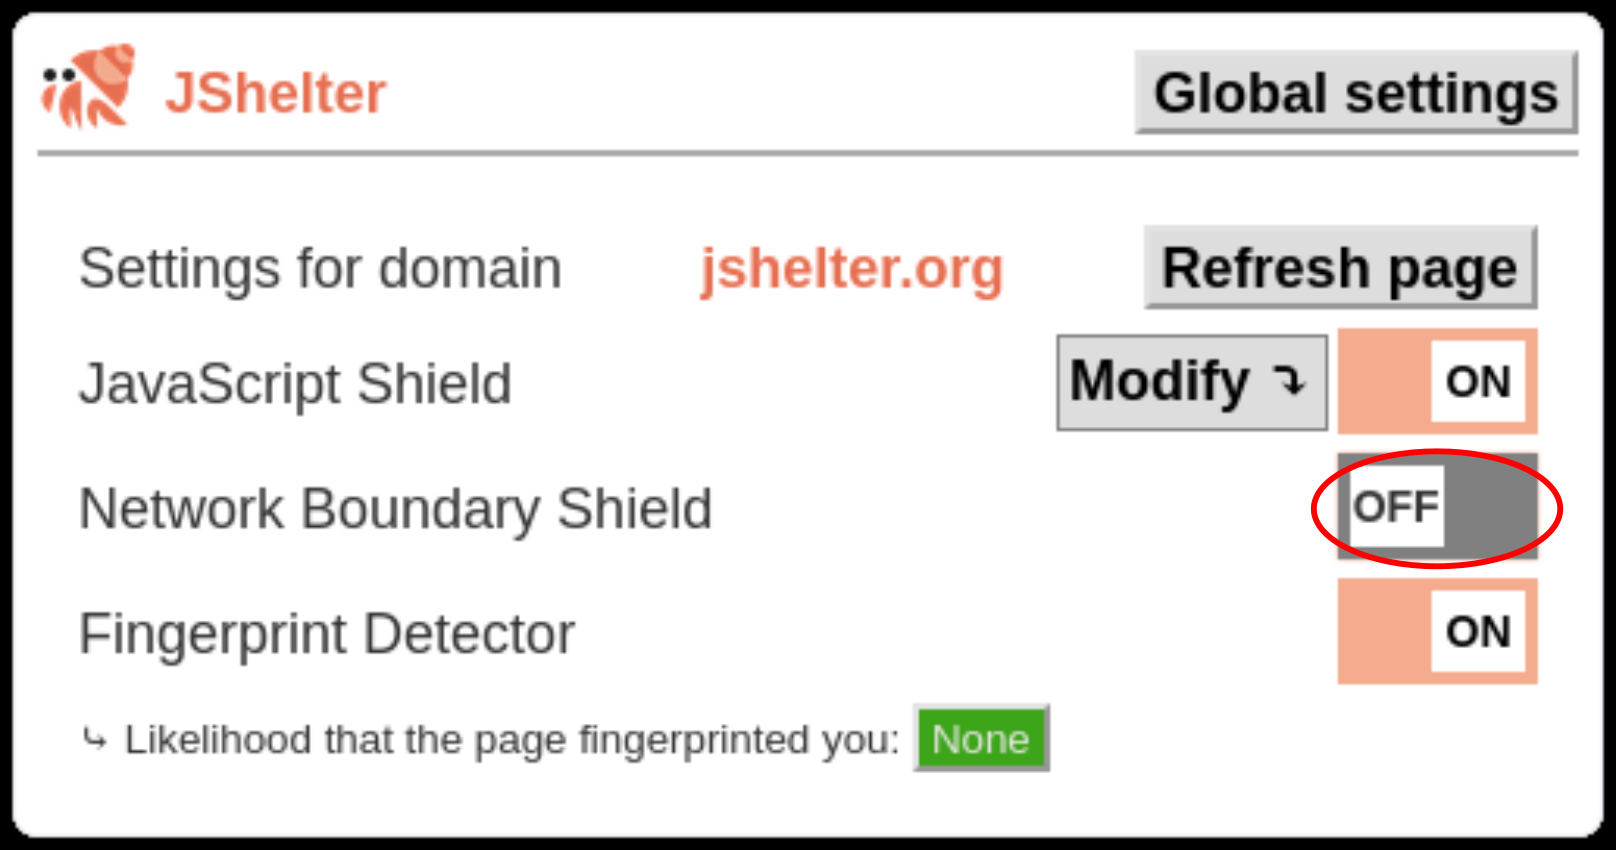 JShelter Global settings
Settings for domain jshelter.org Refresh page
JavaScript Shield Modify ⤵ ON
Network Boundary Shield OFF
Fingerprint Detector ON
⤷ Likelihood that the page fingerprinted you: None